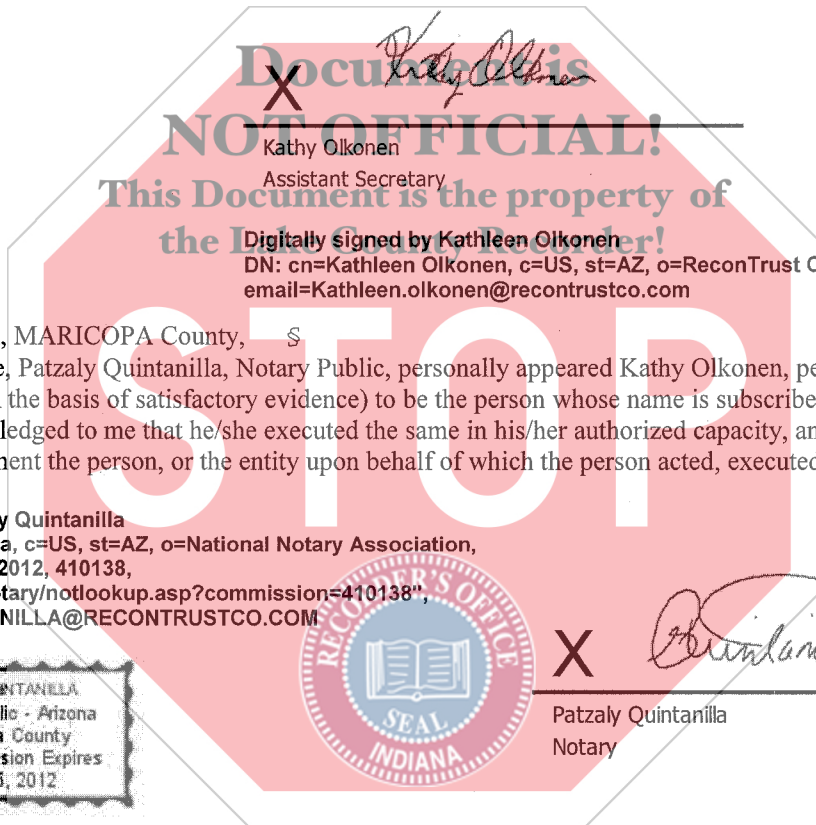 Document is
NOT OFFICIAL!
This Document is the property of
the Lake County Recorder!
STOP
X Kathy Olkonen
Kathy Olkonen
Assistant Secretary
Digitally signed by Kathleen Olkonen
DN: cn=Kathleen Olkonen, c=US, st=AZ, o=ReconTrust C
email=Kathleen.olkonen@recontrustco.com
, MARICOPA County, §
e, Patzaly Quintanilla, Notary Public, personally appeared Kathy Olkonen, pe
the basis of satisfactory evidence) to be the person whose name is subscribe
ledged to me that he/she executed the same in his/her authorized capacity, an
ment the person, or the entity upon behalf of which the person acted, executed
y Quintanilla
a, c=US, st=AZ, o=National Notary Association,
2012, 410138,
tary/notlookup.asp?commission=410138",
NILLA@RECONTRUSTCO.COM
RECORDER'S OFFICE
SEAL
INDIANA
NTANILLA
lic - Arizona
a County
sion Expires
, 2012
X
Patzaly Quintanilla
Notary